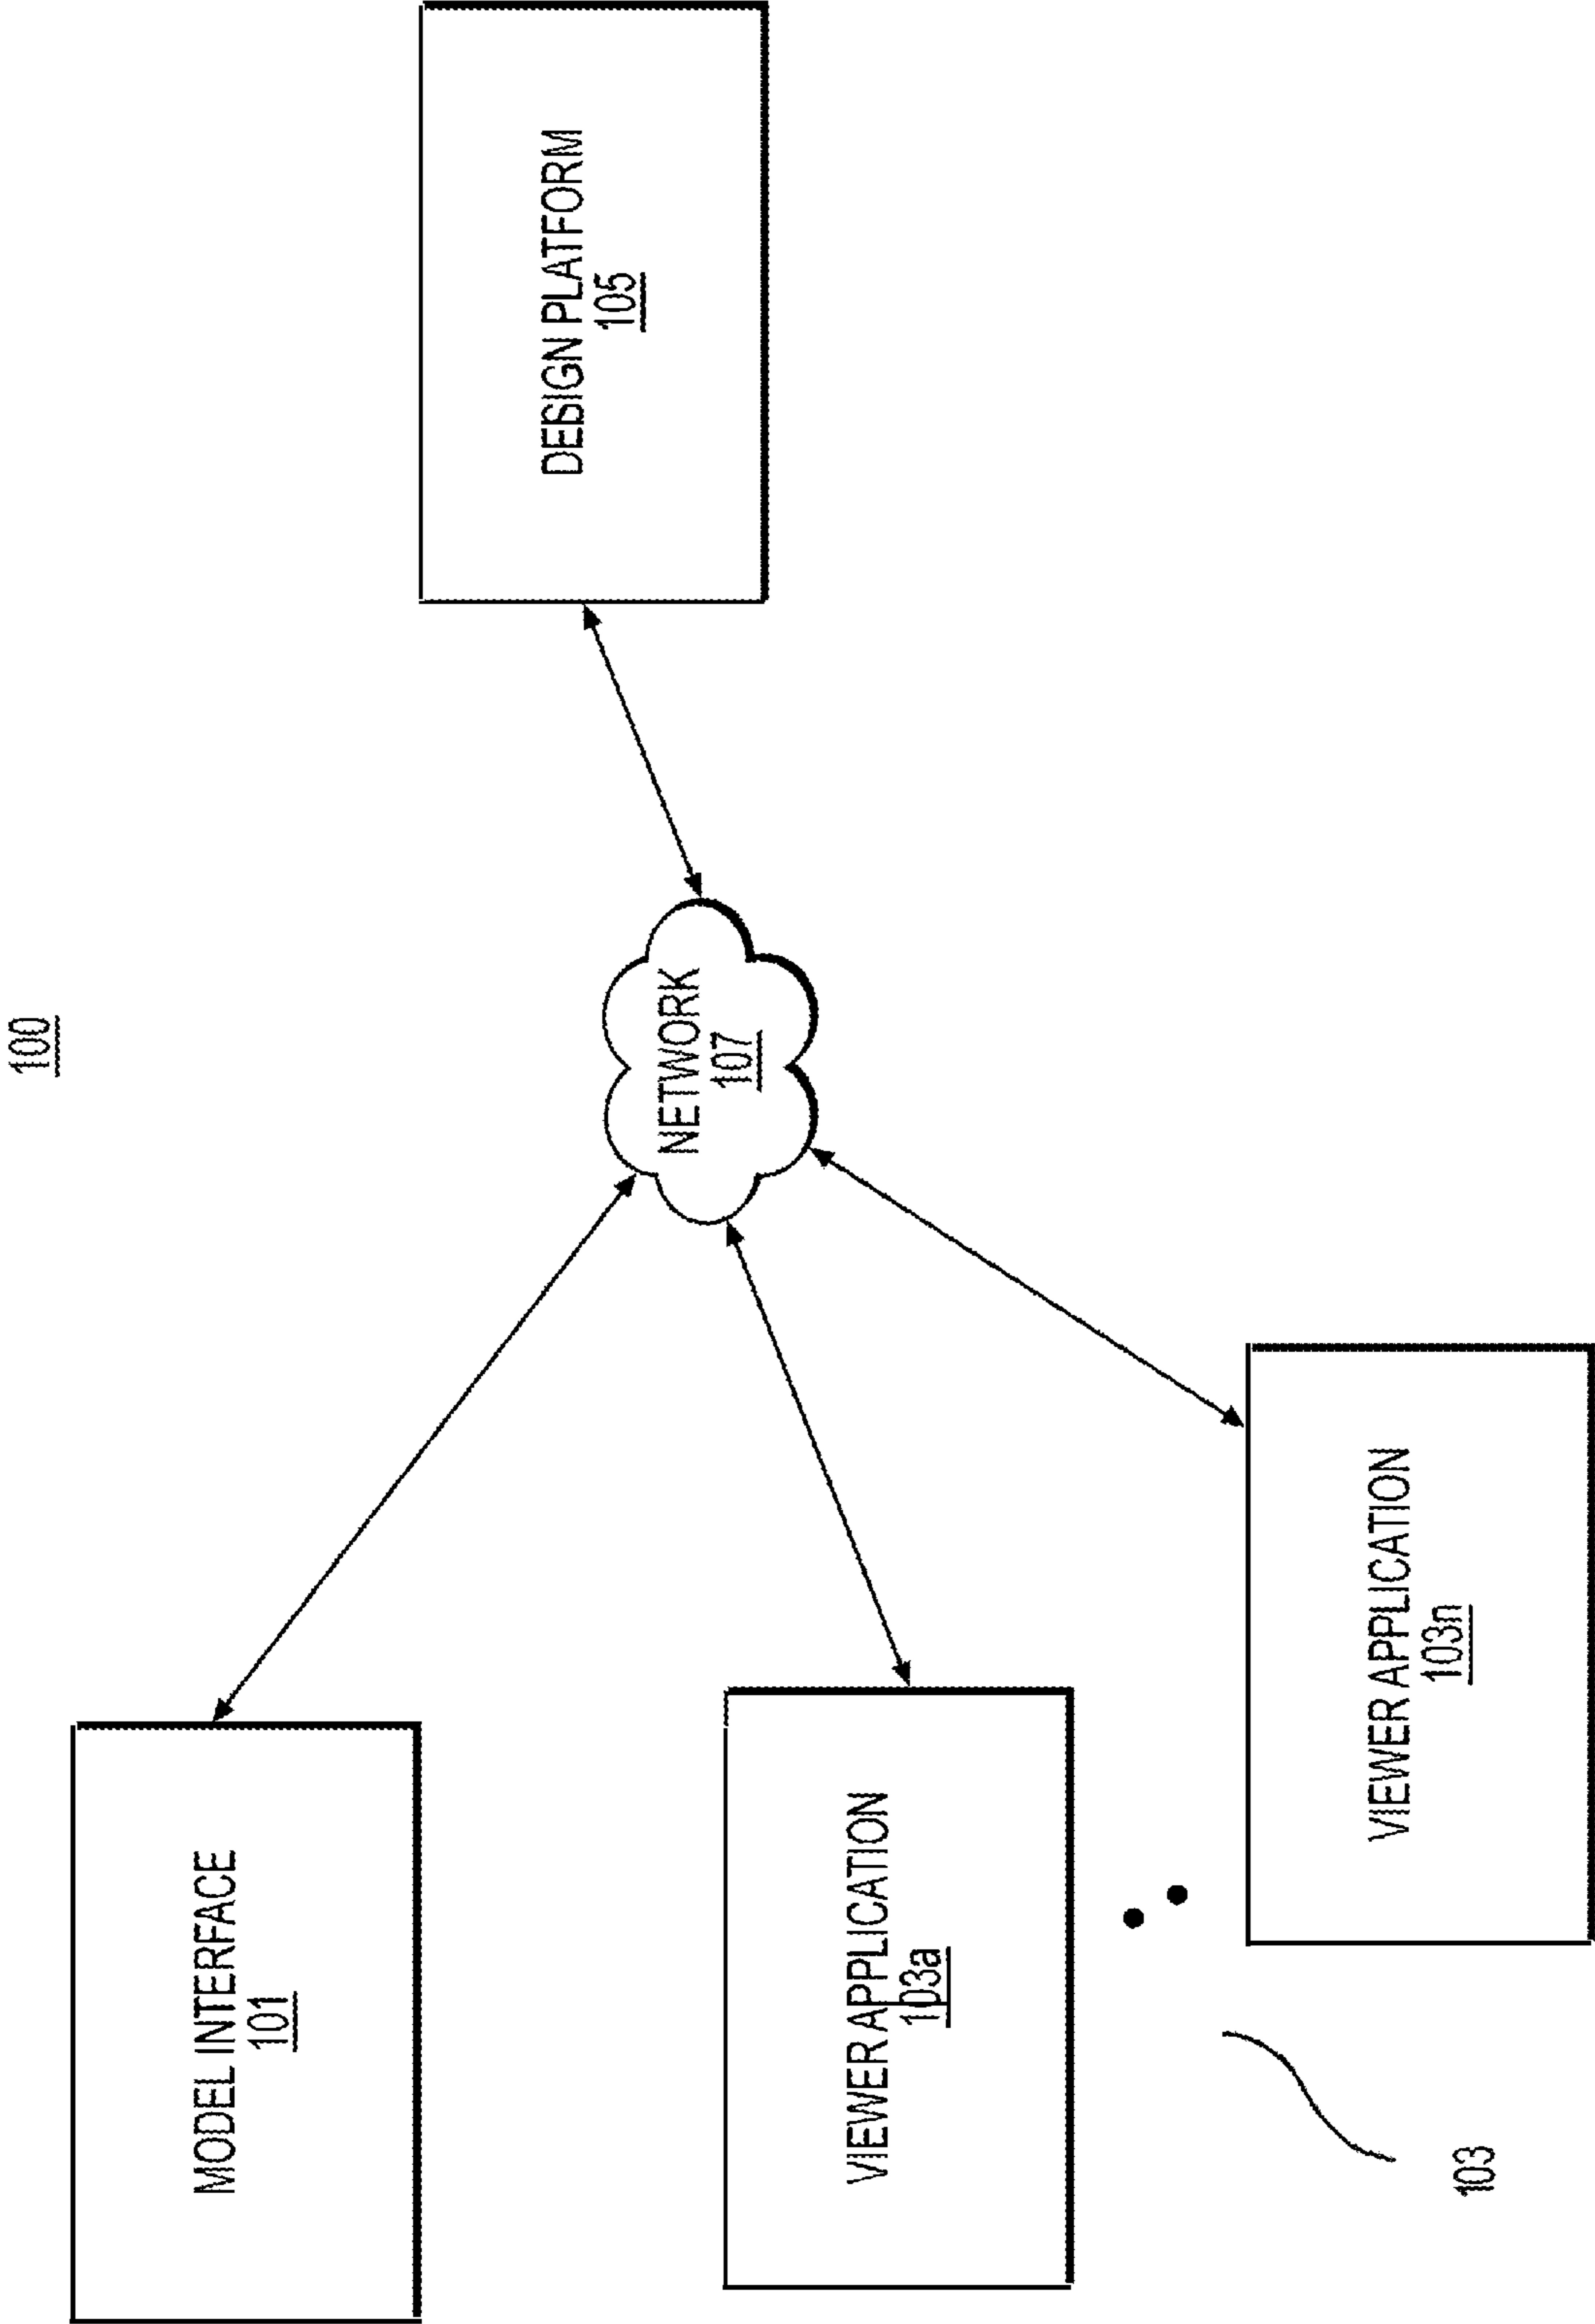 100
MODEL INTERFACE
101
VIEWER APPLICATION
103a
103
VIEWER APPLICATION
103n
NETWORK
107
DESIGN PLATFORM
105